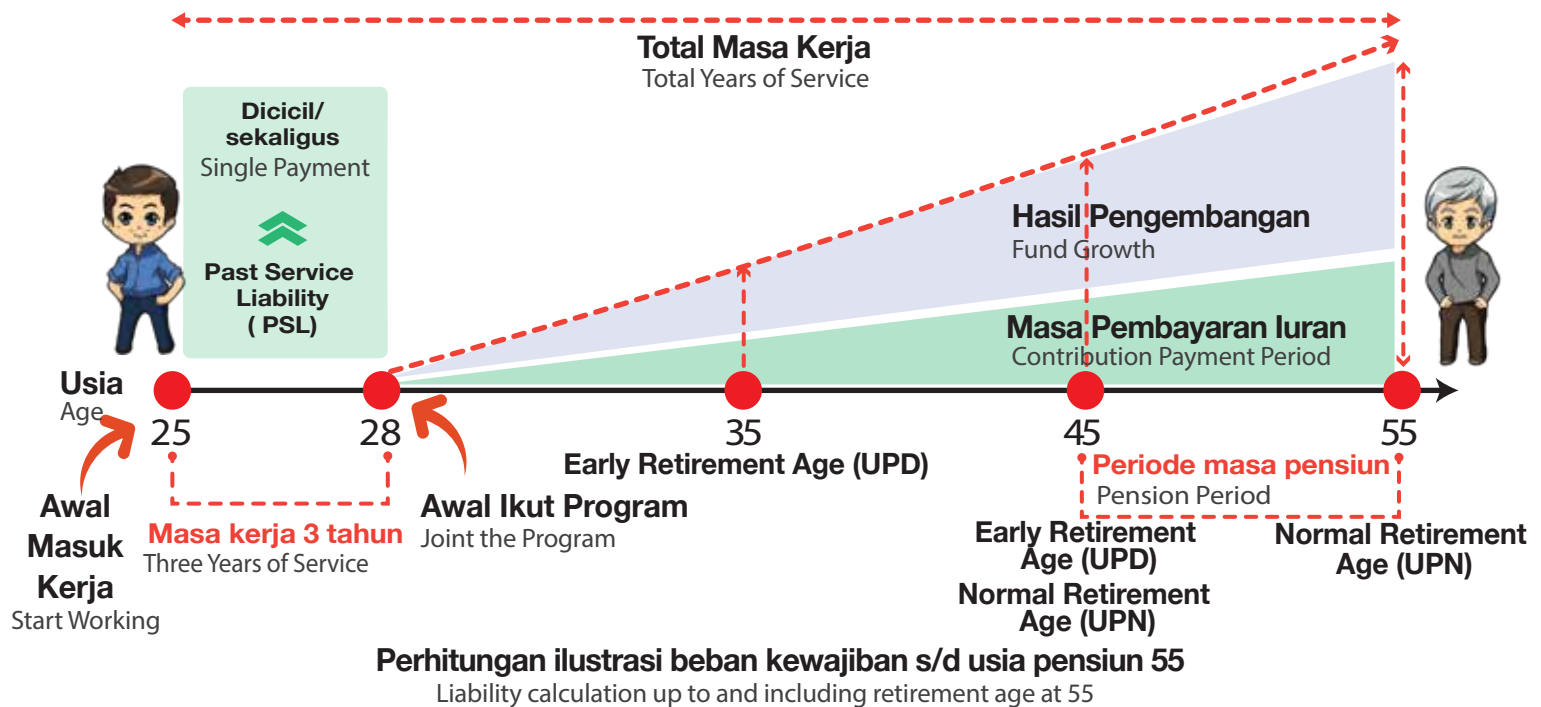 Total Masa Kerja
Total Years of Service
Dicicil/
sekaligus
Single Payment
Past Service
Liability
( PSL)
Hasil Pengembangan
Fund Growth
Masa Pembayaran Iuran
Contribution Payment Period
Usia
Age
25
28
35
45
55
Early Retirement Age (UPD)
Periode masa pensiun
Pension Period
Awal
Masuk
Kerja
Start Working
Masa kerja 3 tahun
Three Years of Service
Awal Ikut Program
Joint the Program
Early Retirement
Age (UPD)
Normal Retirement
Age (UPN)
Normal Retirement
Age (UPN)
Perhitungan ilustrasi beban kewajiban s/d usia pensiun 55
Liability calculation up to and including retirement age at 55